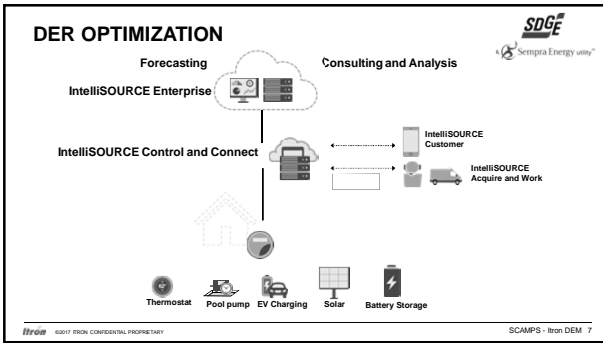 DER OPTIMIZATION
SDGE
A Sempra Energy utility™
Forecasting
Consulting and Analysis
IntelliSOURCE Enterprise
IntelliSOURCE Control and Connect
IntelliSOURCE
Customer
IntelliSOURCE
Acquire and Work
Thermostat
Pool pump
EV Charging
Solar
Battery Storage
Itron
©2017 ITRON CONFIDENTIAL PROPRIETARY
SCAMPS - Itron DEM 7